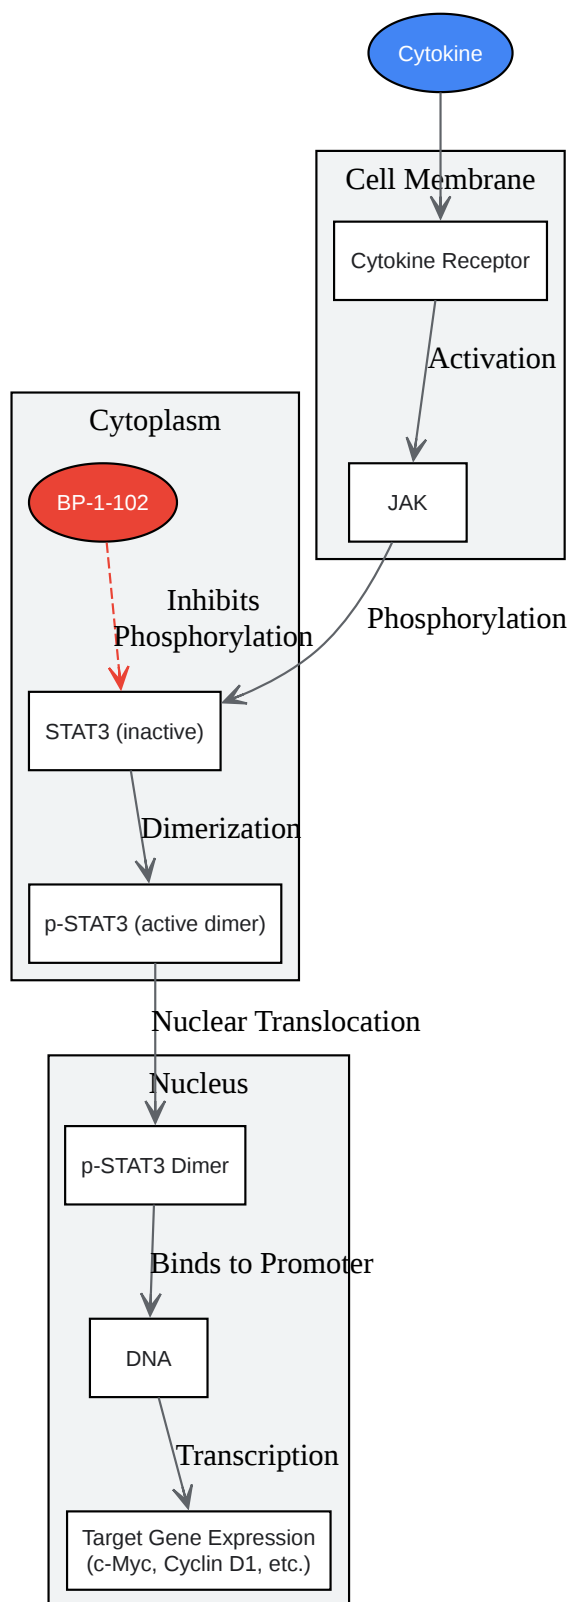 Cytokine
Cell Membrane
Cytokine Receptor
Activation
JAK
Cytoplasm
BP-1-102
Inhibits
Phosphorylation
Phosphorylation
STAT3 (inactive)
Dimerization
p-STAT3 (active dimer)
Nuclear Translocation
Nucleus
p-STAT3 Dimer
Binds to Promoter
DNA
Transcription
Target Gene Expression
(c-Myc, Cyclin D1, etc.)